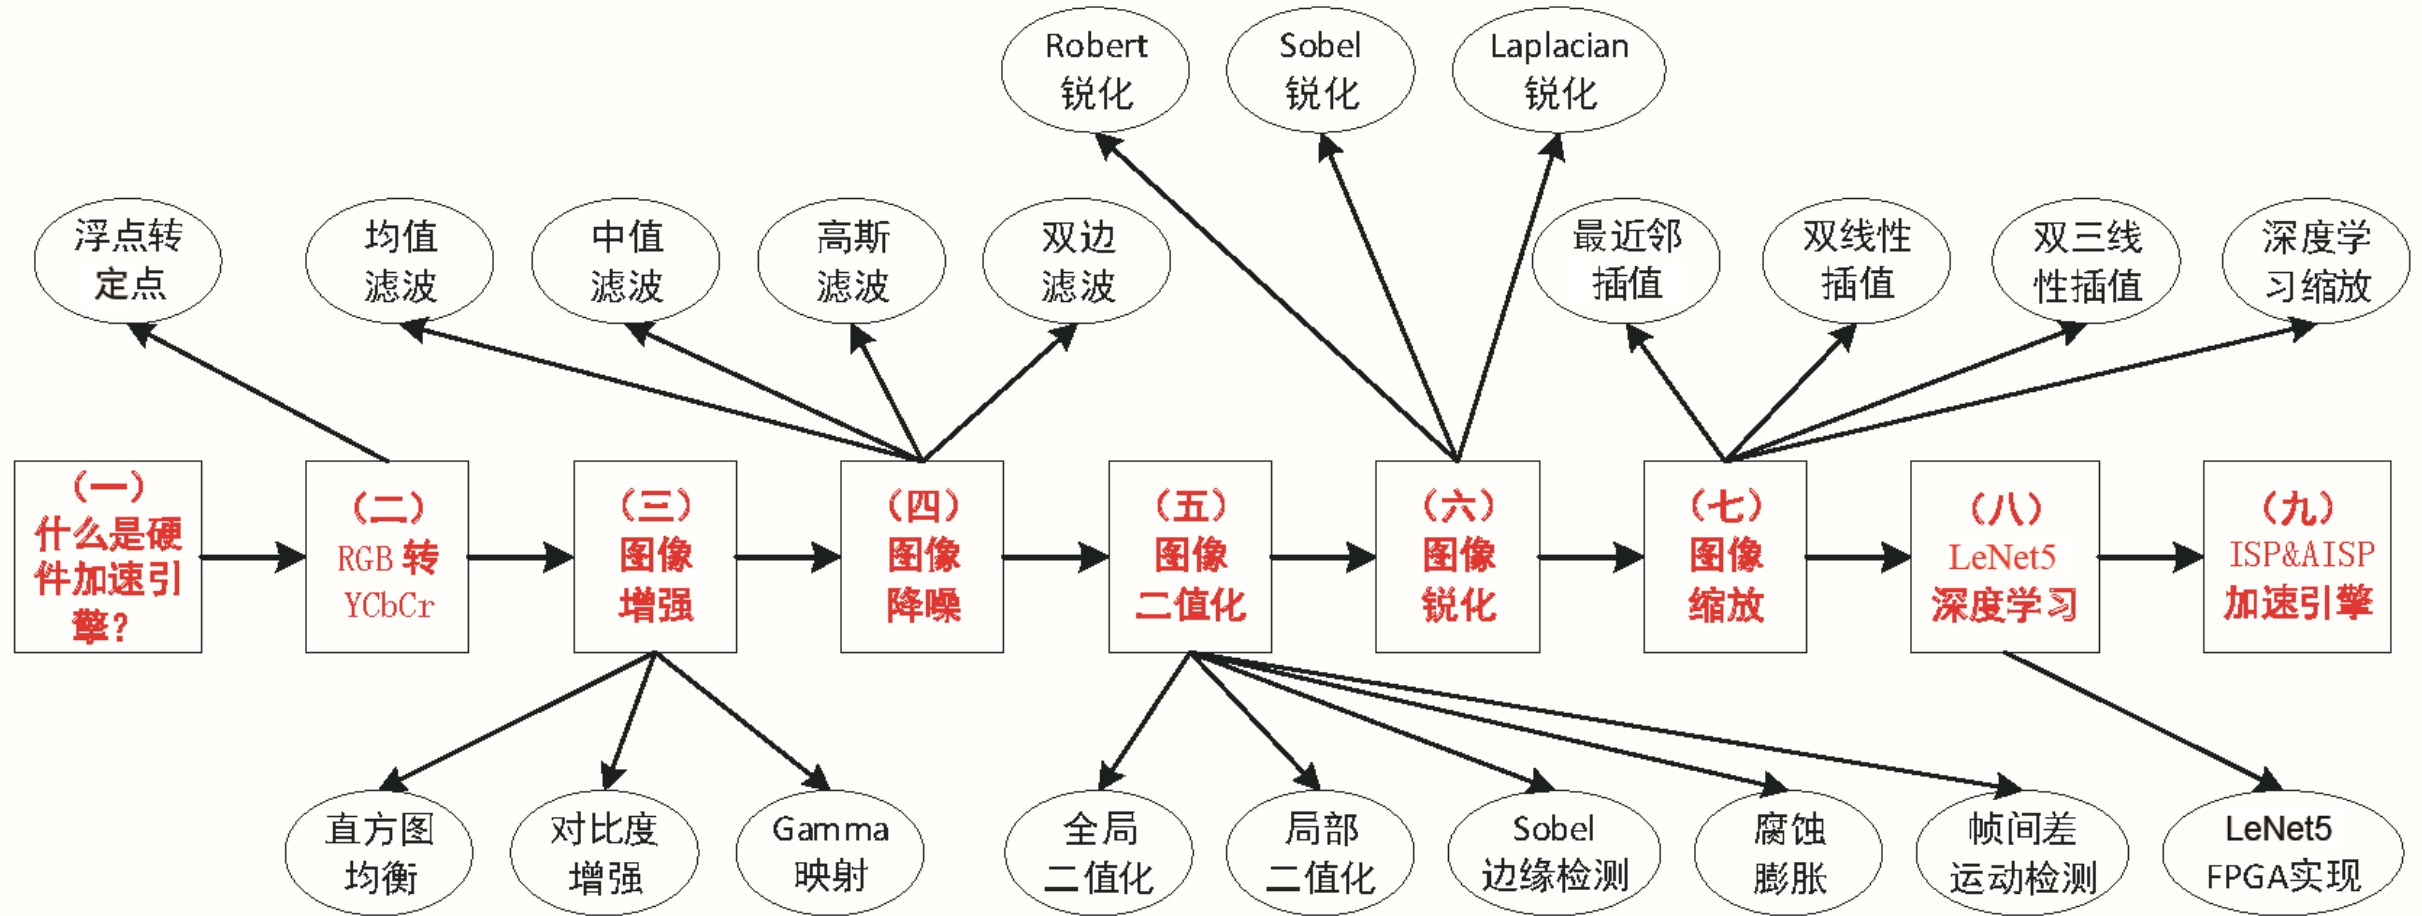 Robert
锐化
Sobel
锐化
Laplacian
锐化
浮点转
定点
均值
滤波
中值
滤波
高斯
滤波
双边
滤波
最近邻
插值
双线性
插值
双三线
性插值
深度学
习缩放
（一）
什么是硬
件加速引
擎？
（二）
RGB 转
YCbCr
（三）
图像
增强
（四）
图像
降噪
（五）
图像
二值化
（六）
图像
锐化
（七）
图像
缩放
（八）
LeNet5
深度学习
（九）
ISP&AISP
加速引擎
直方图
均衡
对比度
增强
Gamma
映射
全局
二值化
局部
二值化
Sobel
边缘检测
腐蚀
膨胀
帧间差
运动检测
LeNet5
FPGA实现